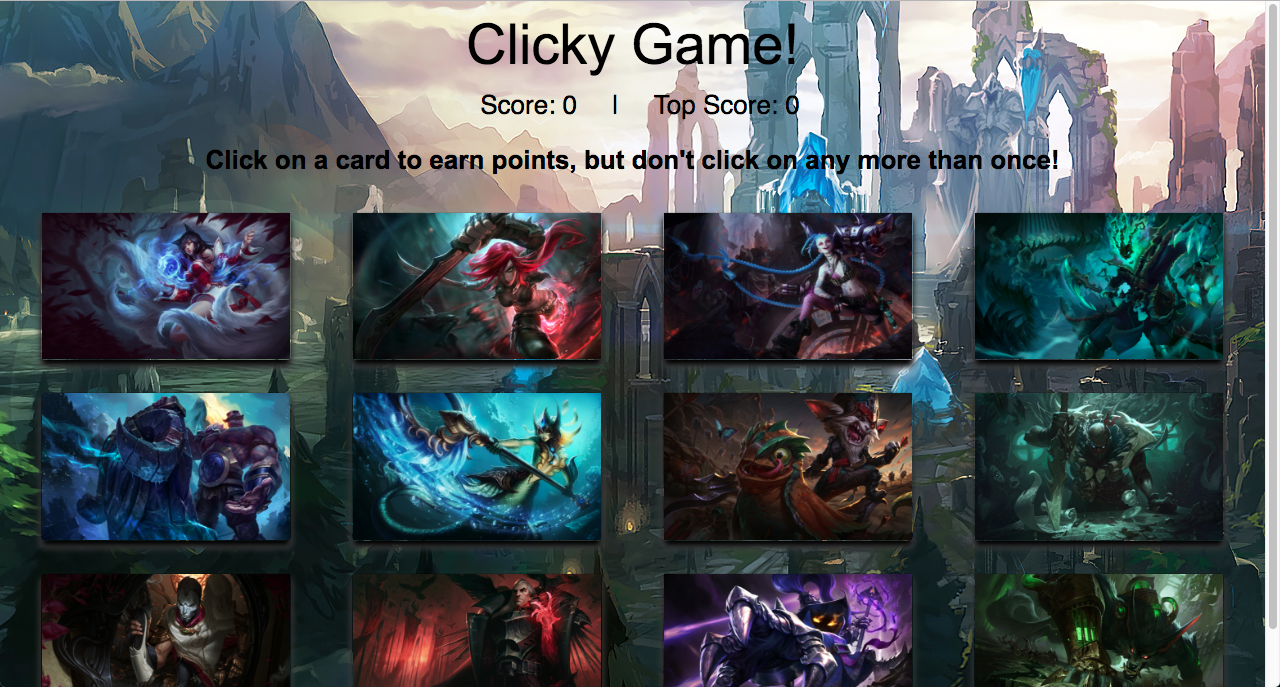 Clicky Game!
Score: 0 | Top Score: 0
Click on a card to earn points, but don't click on any more than once!